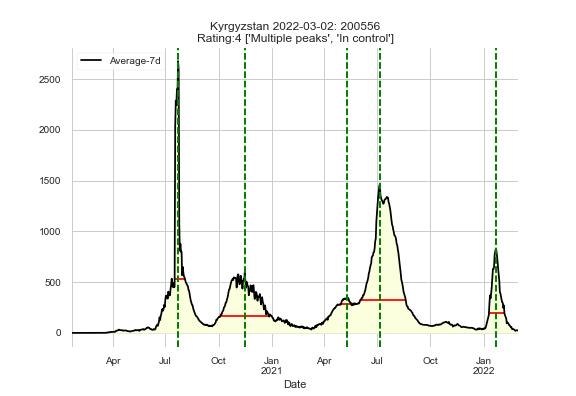 Kyrgyzstan 2022-03-02: 200556
Rating:4 ['Multiple peaks', 'In control']
Average-7d
2500
2000
1500
1000
500
0
Apr Jul Oct Jan Apr Jul Oct Jan
2021 2022
Date